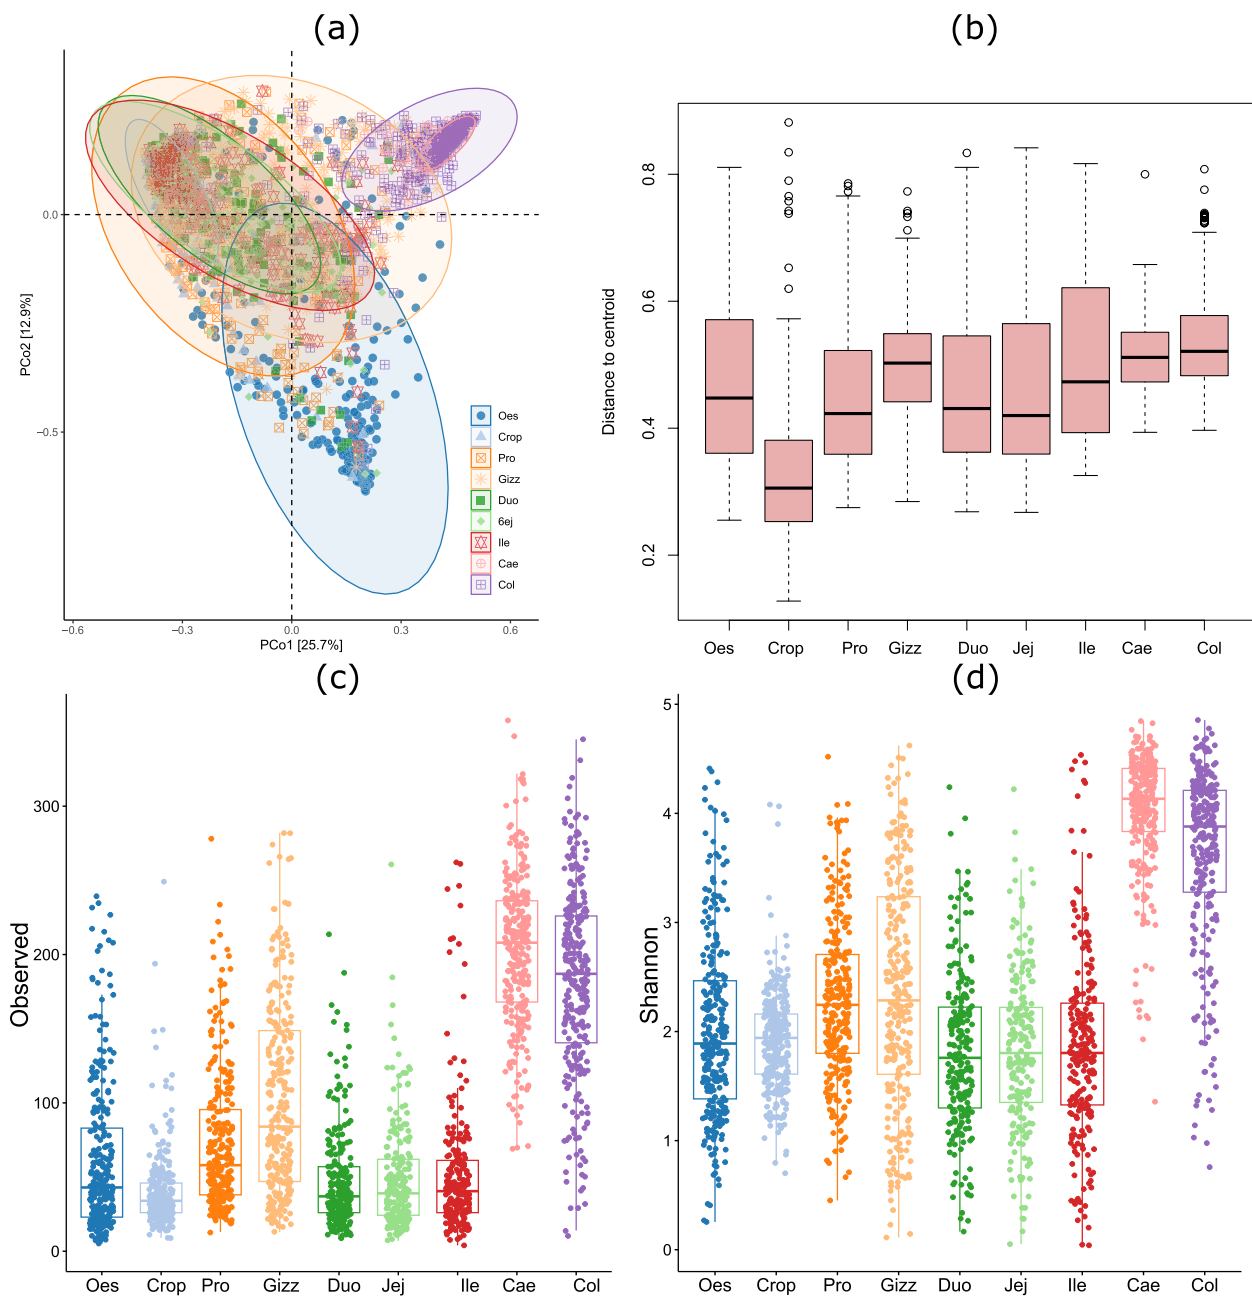 (a)
0.0
−0.5
PCo2 [12.9%]
−0.6
−0.3
0.0
0.3
0.6
PCo1 [25.7%]
Oes
Crop
Pro
Gizz
Duo
6ej
Ile
Cae
Col
(b)
Distance to centroid
0.8
0.6
0.4
0.2
Oes Crop Pro Gizz Duo Jej Ile Cae Col
(c)
Observed
300
200
100
0
Oes Crop Pro Gizz Duo Jej Ile Cae Col
(d)
Shannon
5
4
3
2
1
0
Oes Crop Pro Gizz Duo Jej Ile Cae Col